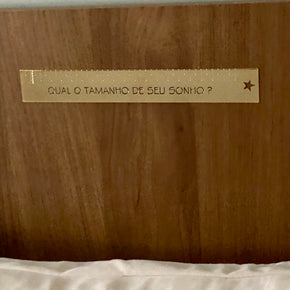 QUAL O TAMANHO DE SEU SONHO ?